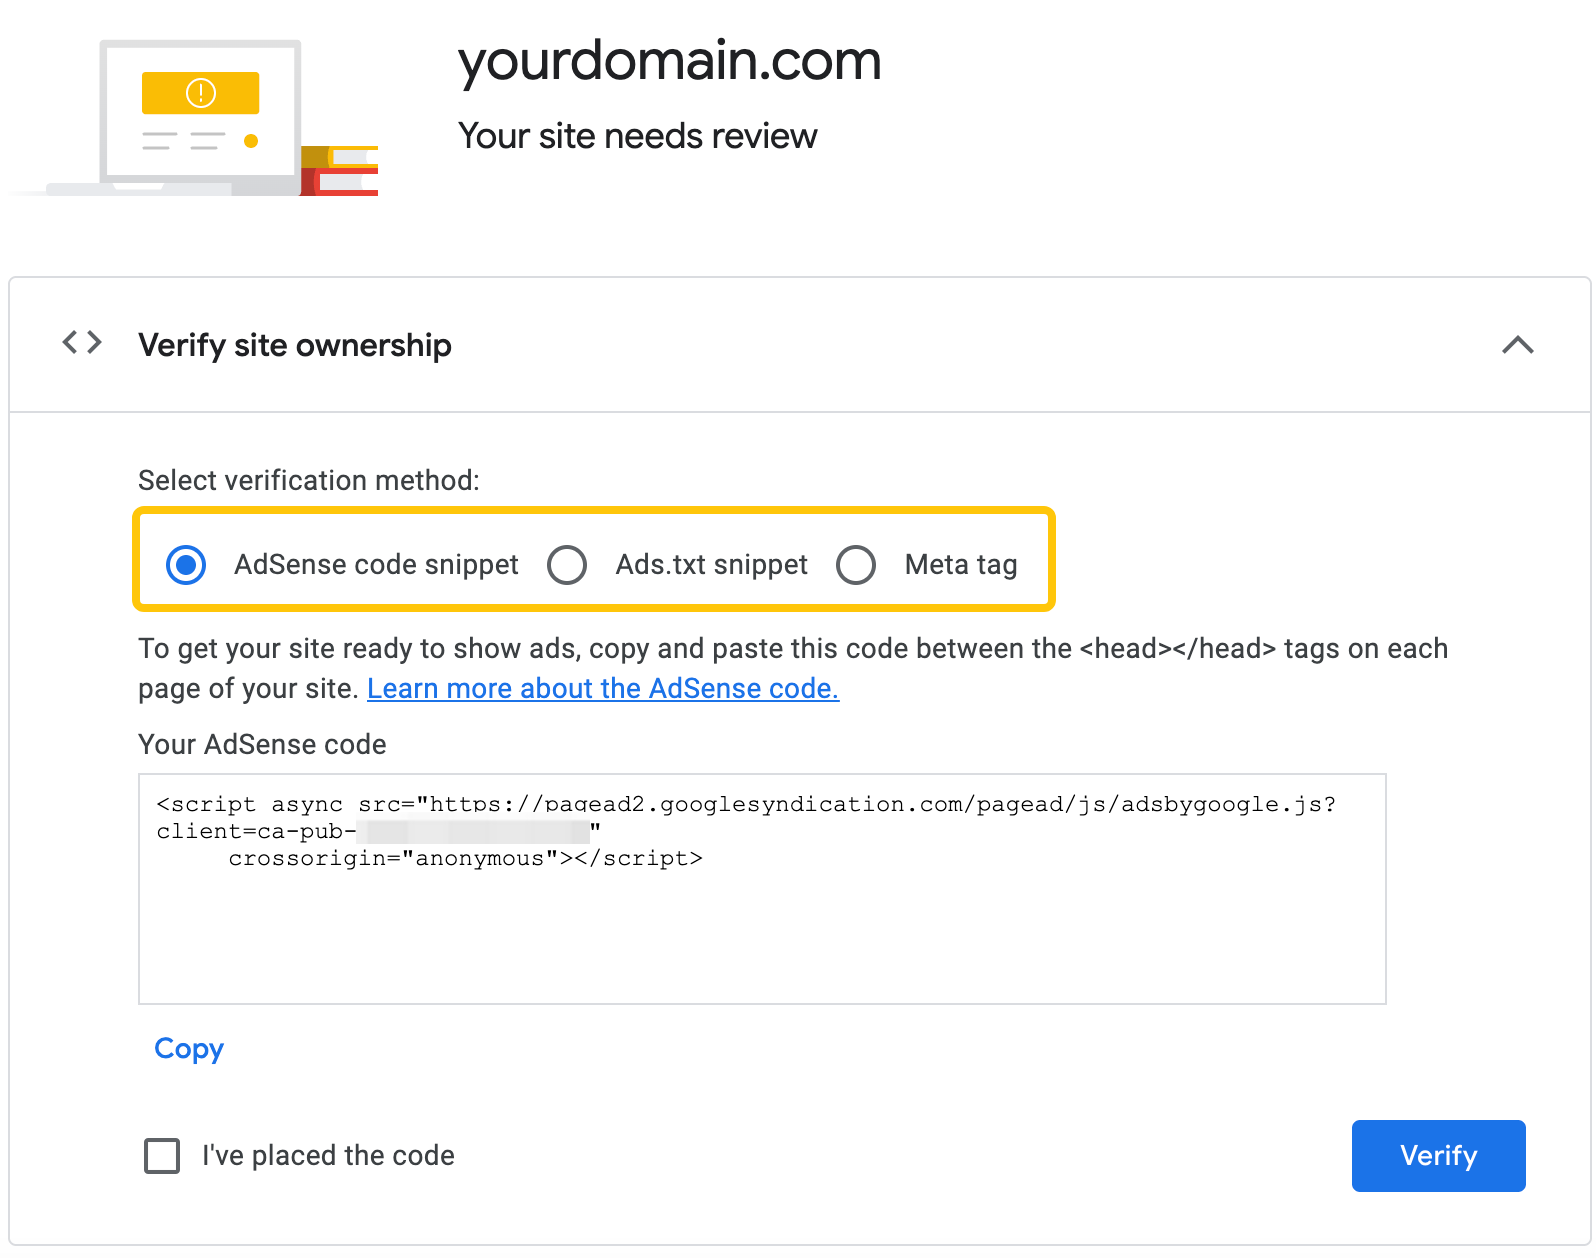 yourdomain.com
Your site needs review
Verify site ownership
Select verification method:
AdSense code snippet Ads.txt snippet Meta tag
To get your site ready to show ads, copy and paste this code between the <head></head> tags on each
page of your site. Learn more about the AdSense code.
Your AdSense code
<script async src="https://pagead2.googlesyndication.com/pagead/js/adsbygoogle.js?
client=ca-pub-"
crossorigin="anonymous"></script>
Copy
I've placed the code
Verify